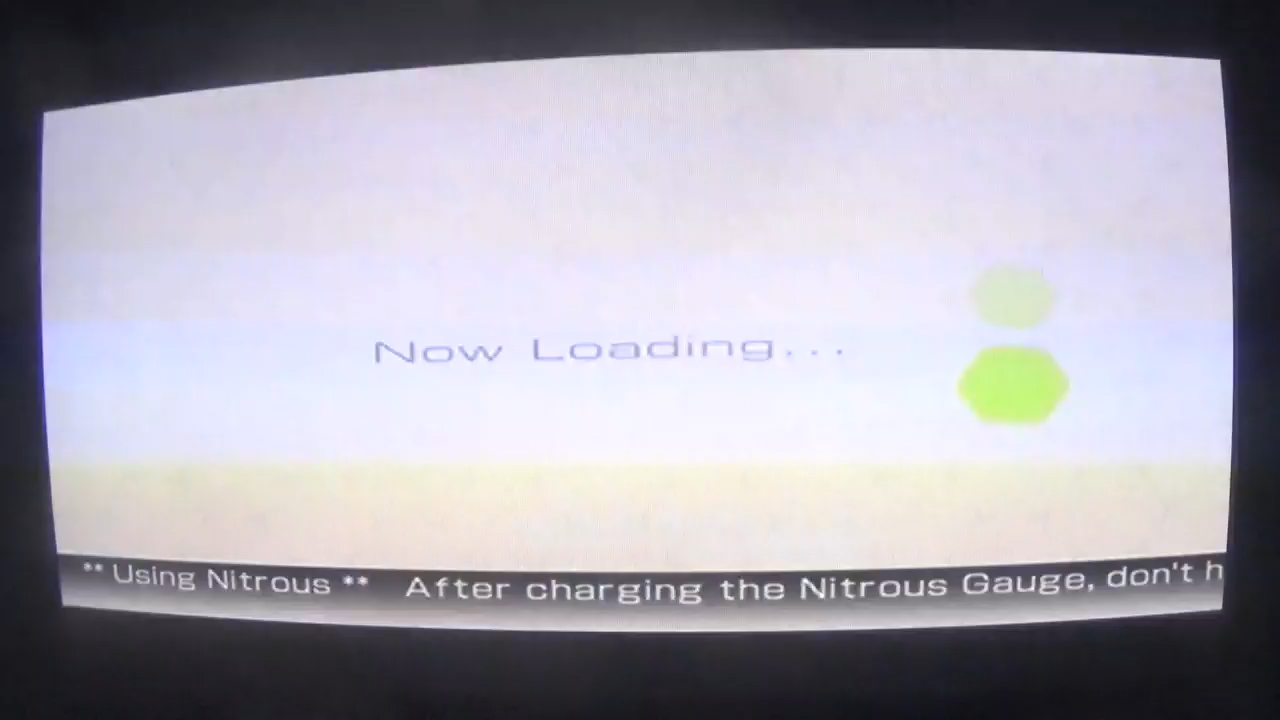 Now Loading...
** Using Nitrous ** After charging the Nitrous Gauge, don't h